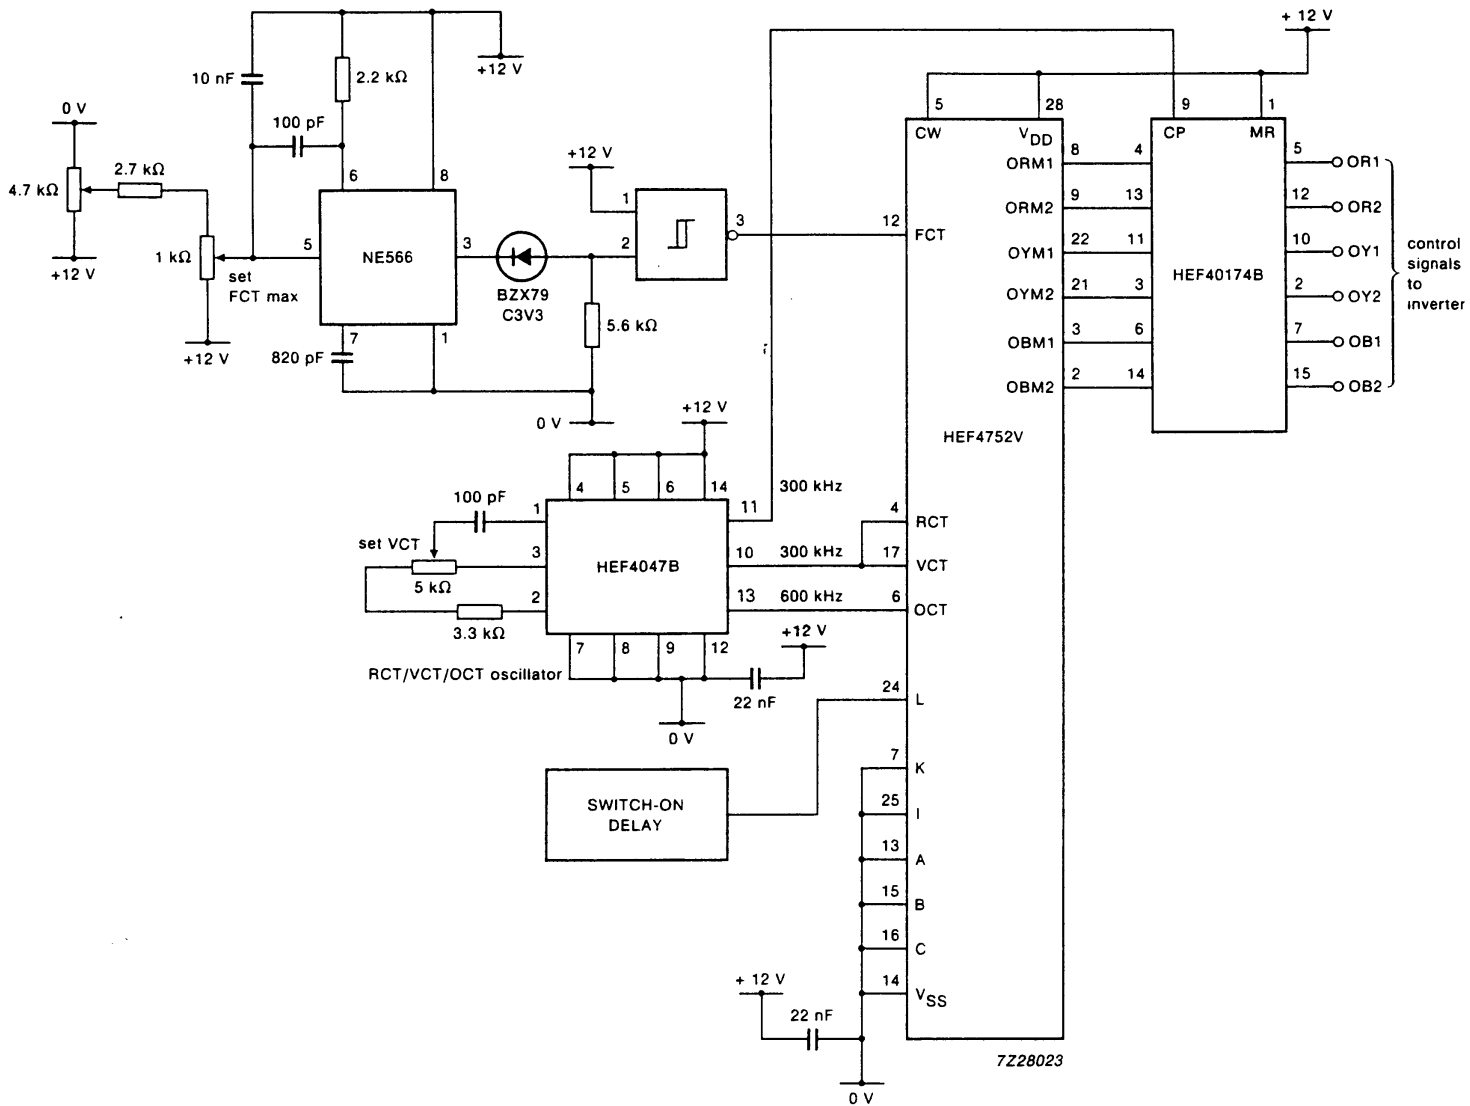 + 12 V
10 nF
2.2 kΩ
+12 V
0 V
100 pF
5
28
9
1
CW
VDD
CP
MR
+12 V
2.7 kΩ
4.7 kΩ
6
8
1
3
ORM1
8
4
5
OR1
ORM2
9
13
12
OR2
5
NE566
3
2
12
FCT
OYM1
22
11
10
OY1
HEF40174B
control
signals
to
inverter
+12 V
1 kΩ
set
FCT max
BZX79
C3V3
OYM2
21
3
2
OY2
5.6 kΩ
7
1
OBM1
3
6
7
OB1
+12 V
820 pF
OBM2
2
14
15
OB2
0 V
+12 V
HEF4752V
4
5
6
14
300 kHz
100 pF
1
11
4
RCT
set VCT
3
HEF4047B
10
300 kHz
17
VCT
5 kΩ
2
13
600 kHz
6
OCT
3.3 kΩ
7
8
9
12
+12 V
RCT/VCT/OCT oscillator
22 nF
24
L
0 V
7
K
SWITCH-ON
DELAY
25
I
13
A
15
B
16
C
+ 12 V
14
VSS
22 nF
7Z28023
0 V